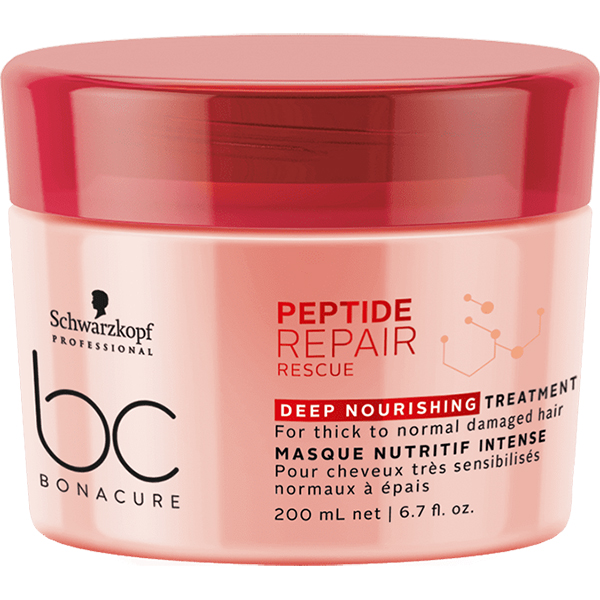 Schwarzkopf
PROFESSIONAL
bc
BONACURE
PEPTIDE
REPAIR
RESCUE
DEEP NOURISHING TREATMENT
For thick to normal damaged hair
MASQUE NUTRITIF INTENSE
Pour cheveux très sensibilisés
normaux à épais
200 mL net | 6.7 fl. oz.